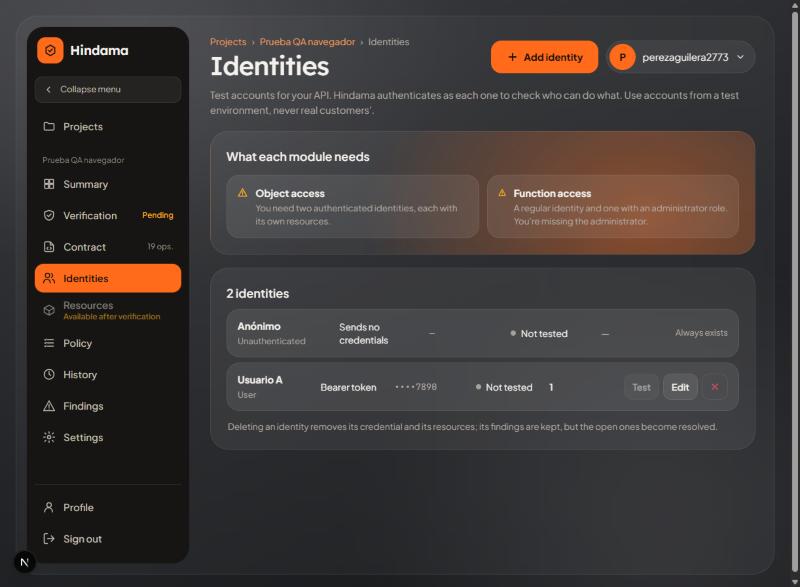 Hindama
Collapse menu
Projects
Prueba QA navegador
Summary
Verification Pending
Contract 19 ops.
Identities
Resources
Available after verification
Policy
History
Findings
Settings
Profile
Sign out
N
Projects › Prueba QA navegador › Identities
Identities
+ Add identity
P perezaguilera2773
Test accounts for your API. Hindama authenticates as each one to check who can do what. Use accounts from a test
environment, never real customers'.
What each module needs
Object access
You need two authenticated identities, each with
its own resources.
Function access
A regular identity and one with an administrator role.
You're missing the administrator.
2 identities
Anónimo
Unauthenticated
Sends no
credentials
—
Not tested
—
Always exists
Usuario A
User
Bearer token
••••7890
Not tested
1
Test
Edit
×
Deleting an identity removes its credential and its resources; its findings are kept, but the open ones become resolved.